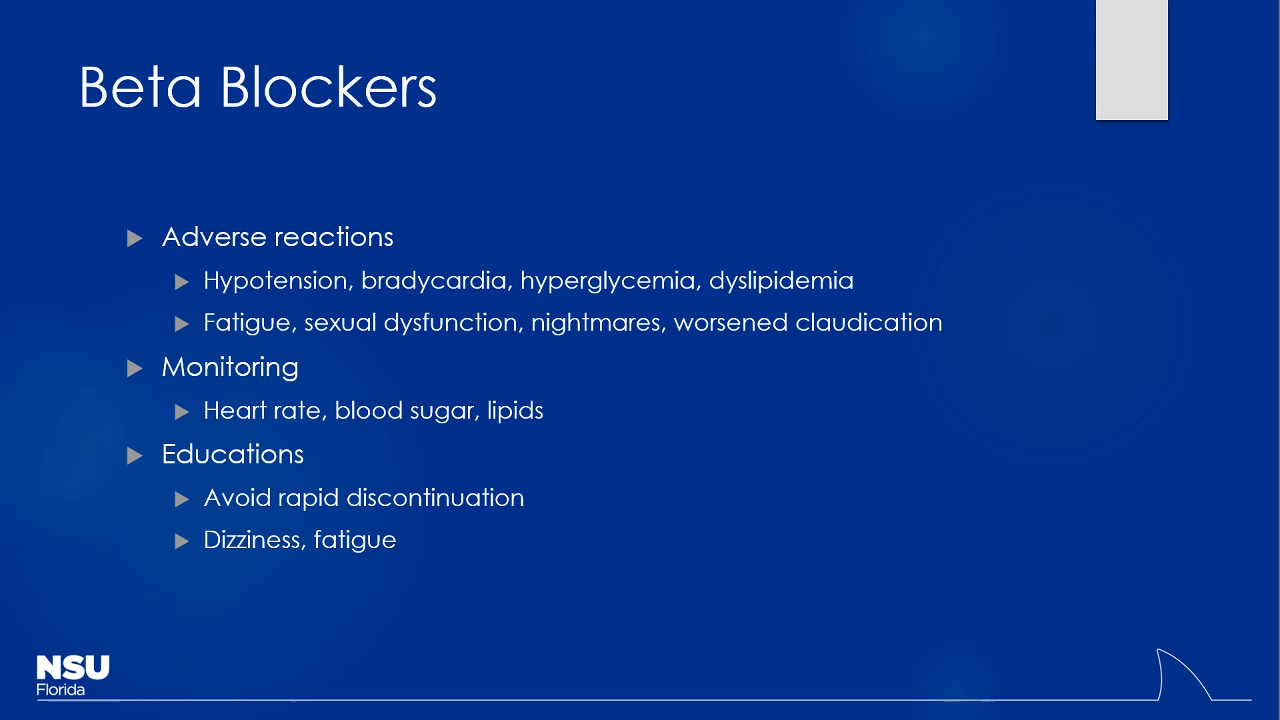 Beta Blockers
Adverse reactions
Hypotension, bradycardia, hyperglycemia, dyslipidemia
Fatigue, sexual dysfunction, nightmares, worsened claudication
Monitoring
Heart rate, blood sugar, lipids
Educations
Avoid rapid discontinuation
Dizziness, fatigue
NSU
Florida